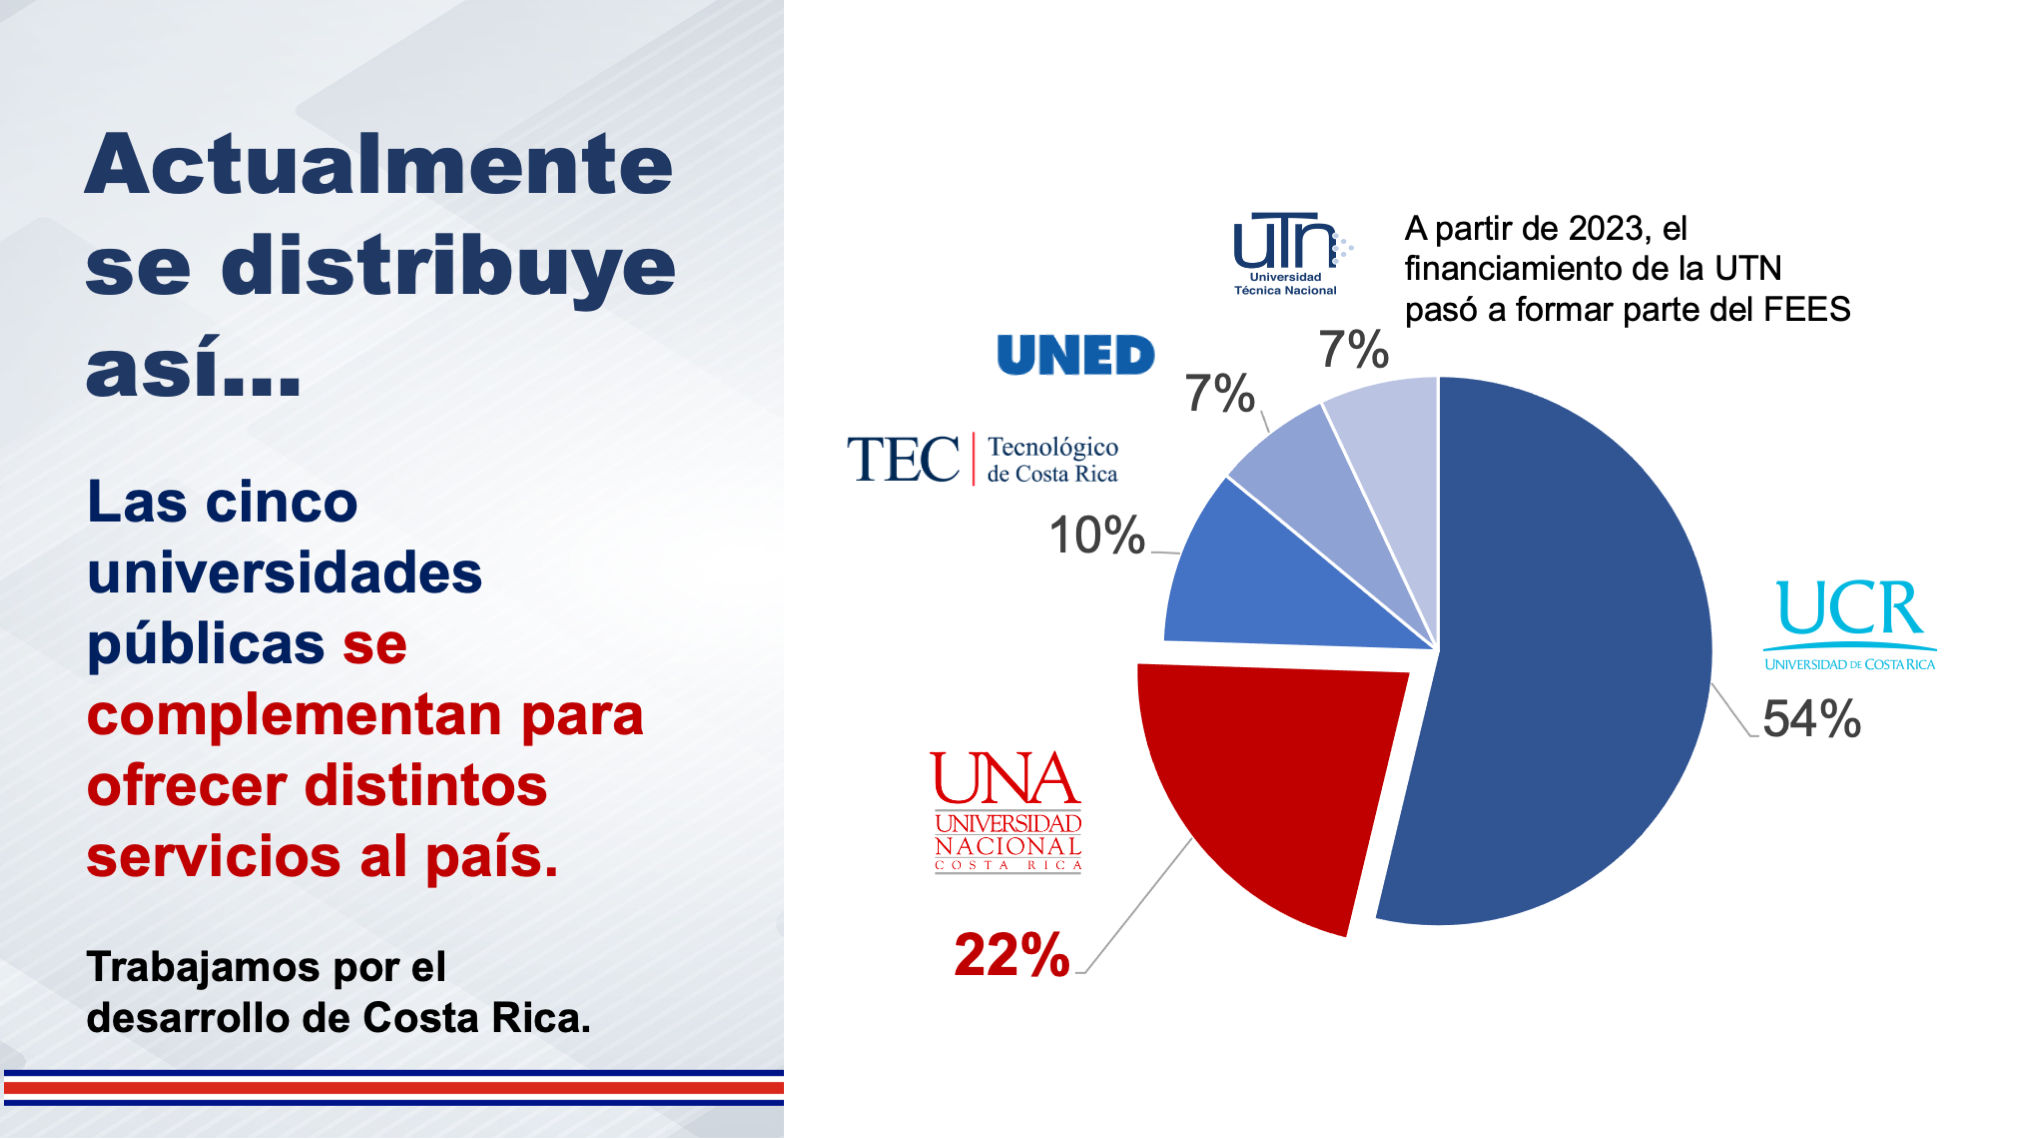 Actualmente
se distribuye
así...
Las cinco
universidades
públicas se
complementan para
ofrecer distintos
servicios al país.
Trabajamos por el
desarrollo de Costa Rica.
UTN
Universidad
Técnica Nacional
A partir de 2023, el
financiamiento de la UTN
pasó a formar parte del FEES
7%
UNED
7%
TEC
Tecnológico
de Costa Rica
10%
UCR
UNIVERSIDAD DE COSTA RICA
54%
UNA
UNIVERSIDAD
NACIONAL
COSTA RICA
22%